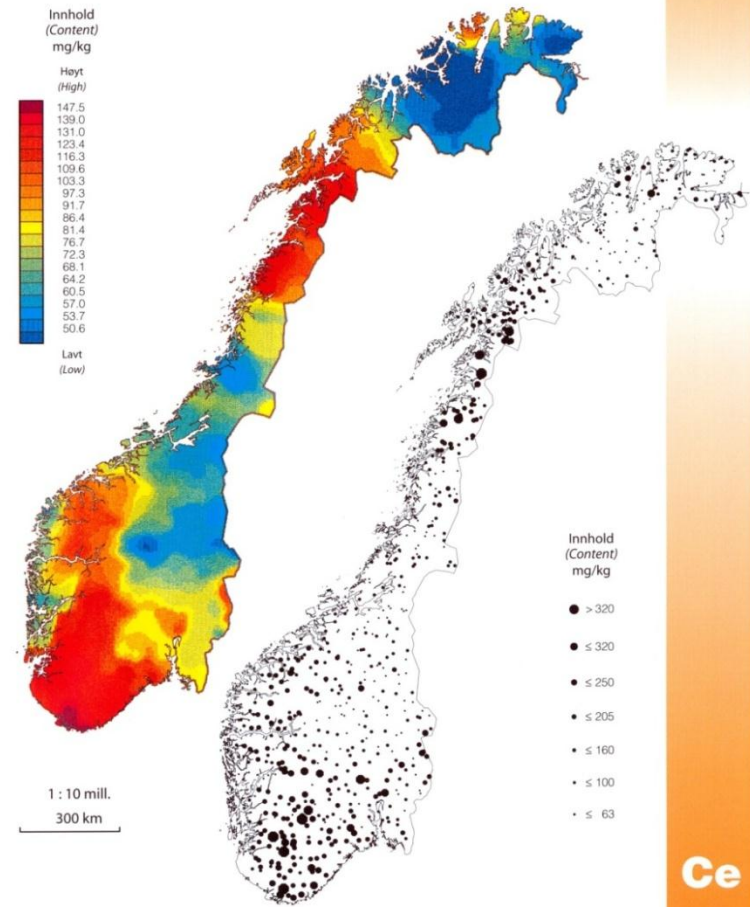 Innhold
(Content)
mg/kg
Høyt
(High)
147.5
139.0
131.0
123.4
116.3
109.6
103.3
97.3
91.7
86.4
81.4
76.7
72.3
68.1
64.2
60.5
57.0
53.7
50.6
Lavt
(Low)
1 : 10 mill.
300 km
Innhold
(Content)
mg/kg
> 320
≤ 320
≤ 250
≤ 205
≤ 160
≤ 100
≤ 63
Ce